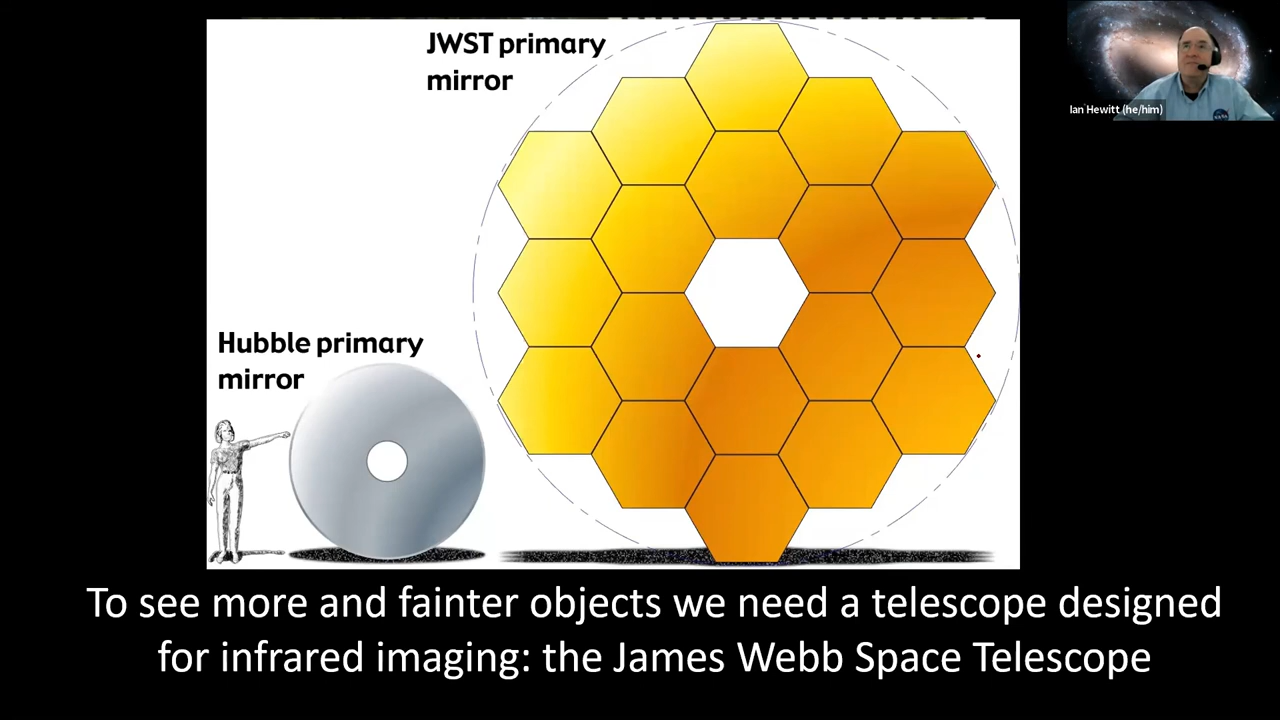 JWST primary
mirror
Ian Hewitt (he/him)
Hubble primary
mirror
To see more and fainter objects we need a telescope designed
for infrared imaging: the James Webb Space Telescope